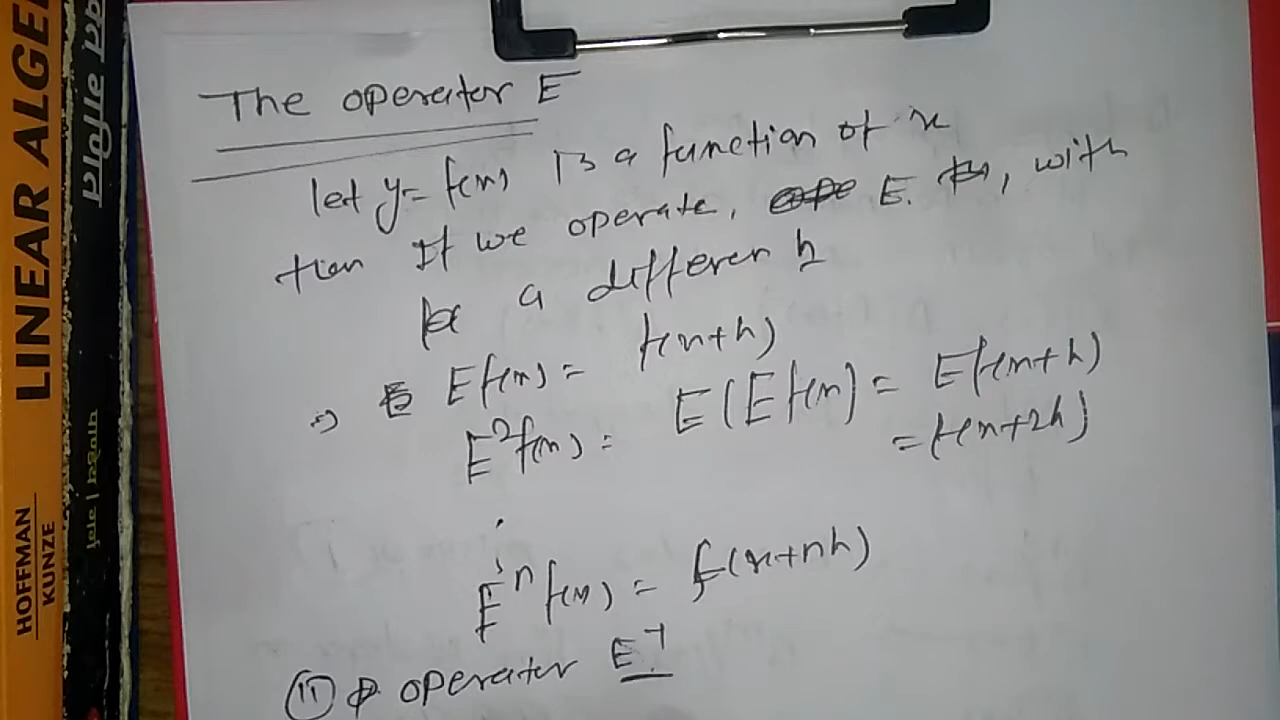 The operator E
let y= f(x) is a function of x
then If we operate, E. , with
a differen h
⇒ E f(x) = f(x+h)
E²f(x) = E(E f(x)) = E f(x+h)
= f(x+2h)
Eⁿ f(x) = f(x+nh)
(ii) operator E⁻¹
LINEAR ALGE
HOFFMAN
KUNZE